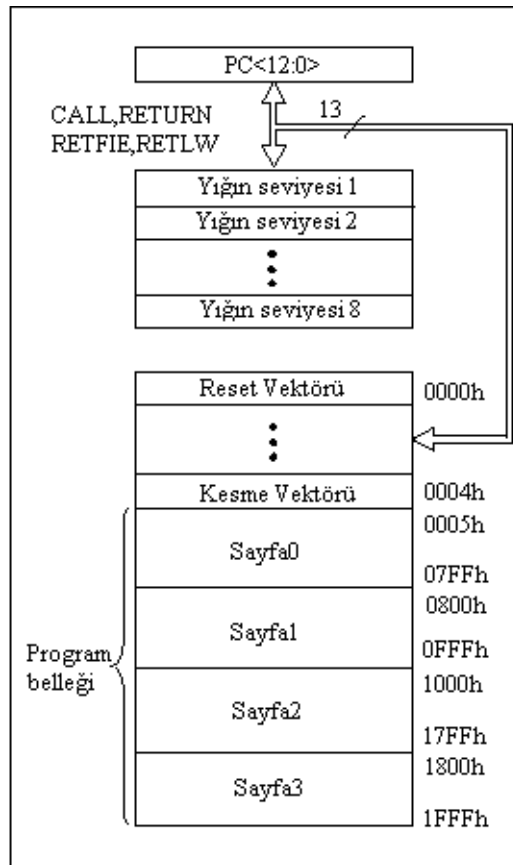 PC<12:0>
CALL,RETURN
RETFIE,RETLW
13
Yığın seviyesi 1
Yığın seviyesi 2
Yığın seviyesi 8
Reset Vektörü
0000h
Kesme Vektörü
0004h
0005h
Sayfa0
07FFh
0800h
Sayfa1
0FFFh
Program
belleği
1000h
Sayfa2
17FFh
1800h
Sayfa3
1FFFh